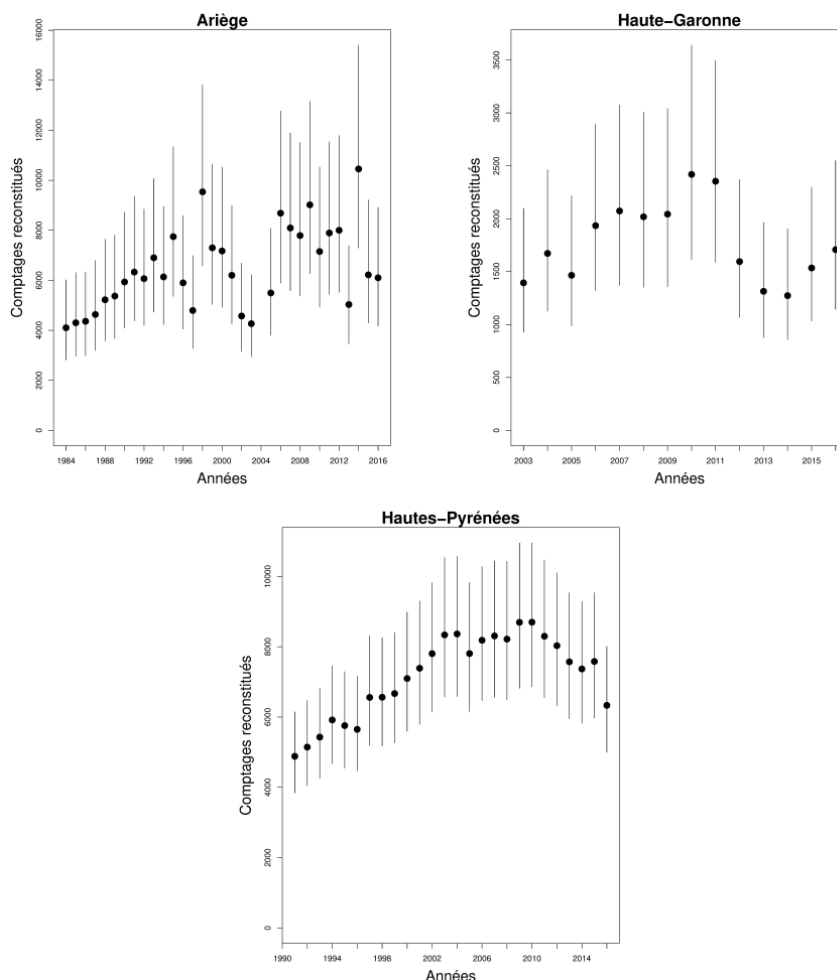 Ariège
Comptages reconstitués
16000
14000
12000
10000
8000
6000
4000
2000
0
1984 1988 1992 1996 2000 2004 2008 2012 2016
Années
Haute−Garonne
Comptages reconstitués
3500
3000
2500
2000
1500
1000
500
0
2003 2005 2007 2009 2011 2013 2015
Années
Hautes−Pyrénées
Comptages reconstitués
10000
8000
6000
4000
2000
0
1990 1994 1998 2002 2006 2010 2014
Années